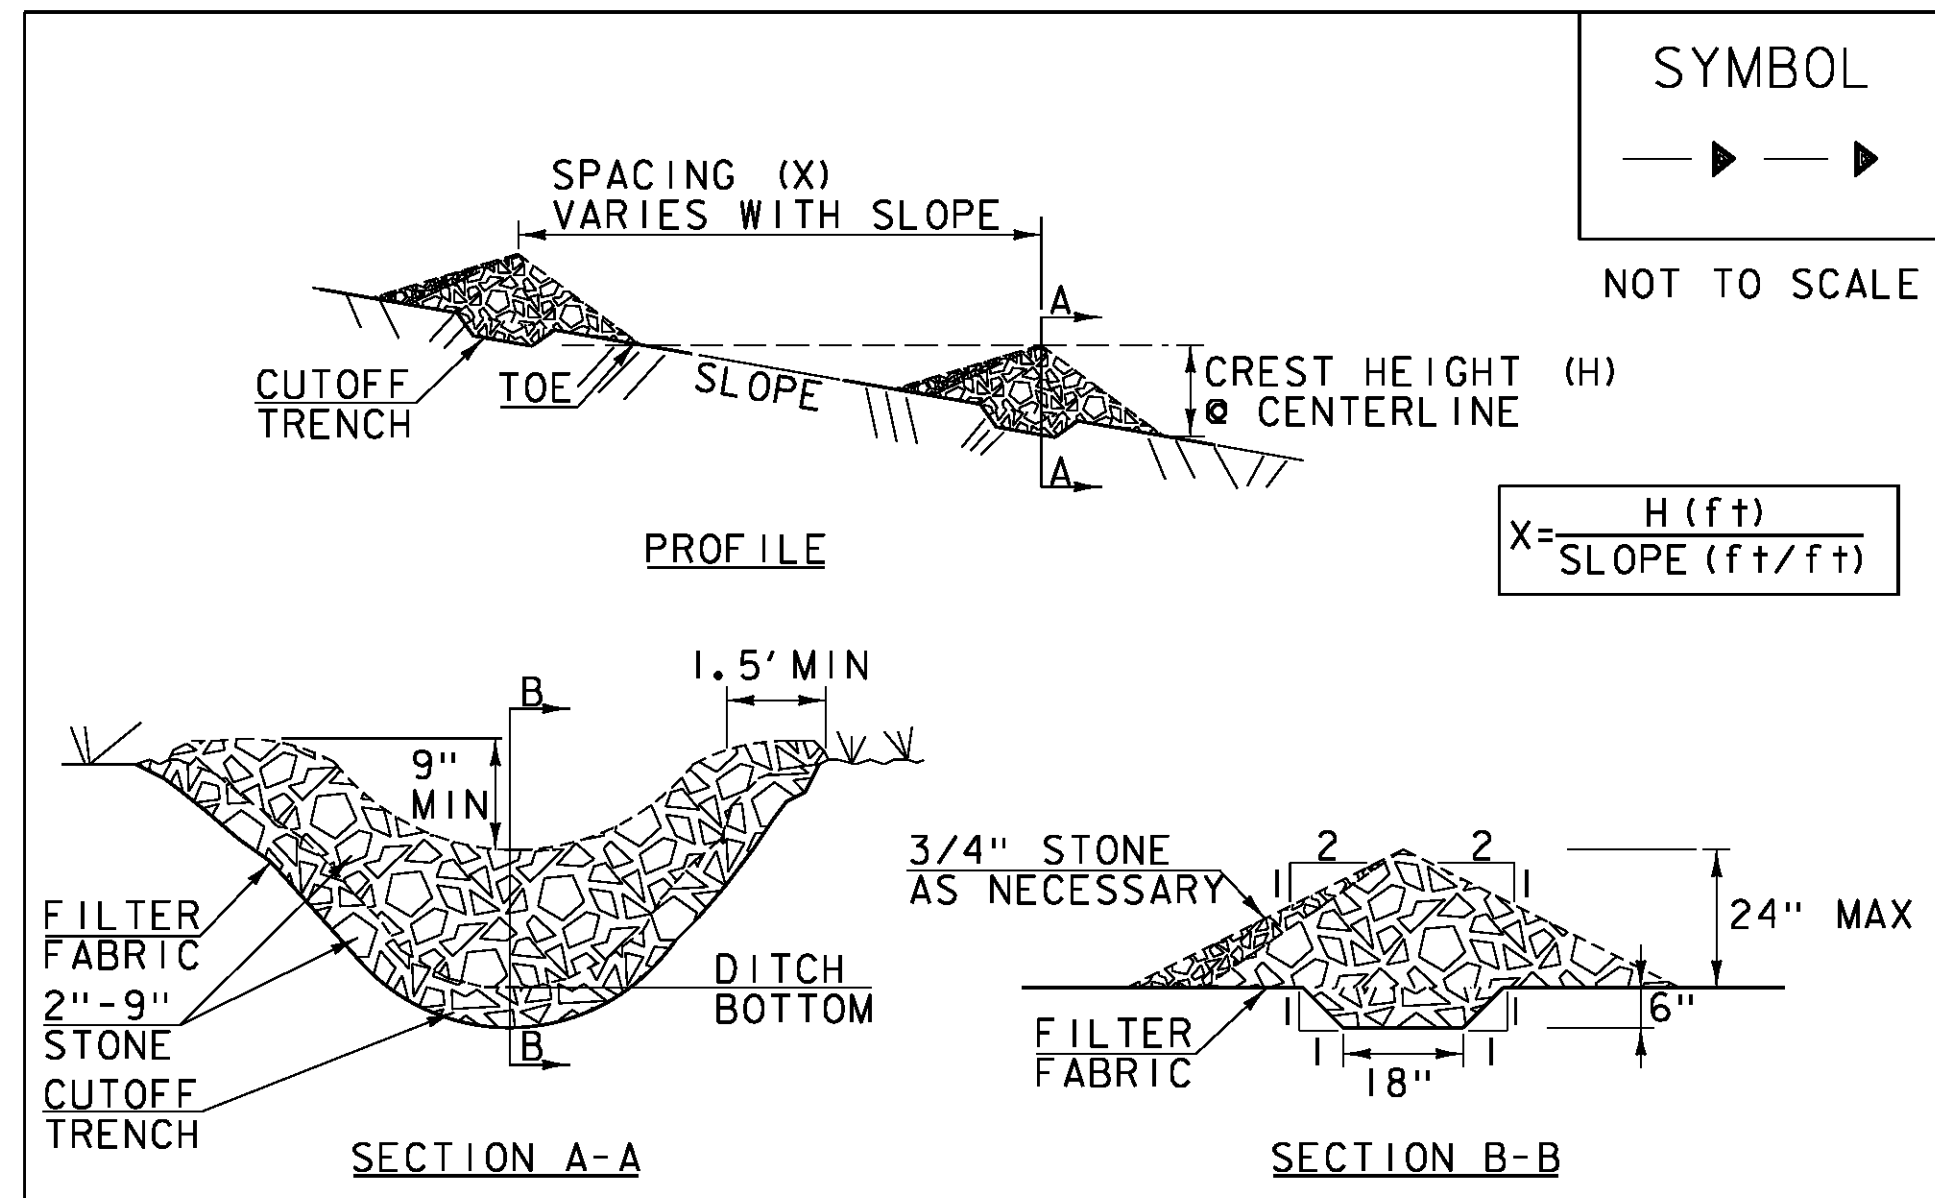 SYMBOL
NOT TO SCALE
SPACING (X)
VARIES WITH SLOPE
A
CUTOFF
TRENCH
TOE
SLOPE
CREST HEIGHT (H)
@ CENTERLINE
A
PROFILE
X= H (ft)
SLOPE (ft/ft)
1.5' MIN
B
9"
MIN
FILTER
FABRIC
2"-9"
STONE
CUTOFF
TRENCH
DITCH
BOTTOM
B
SECTION A-A
3/4" STONE
AS NECESSARY
2 2
1 1
24" MAX
6"
FILTER
FABRIC
1 1
1 1
18"
SECTION B-B